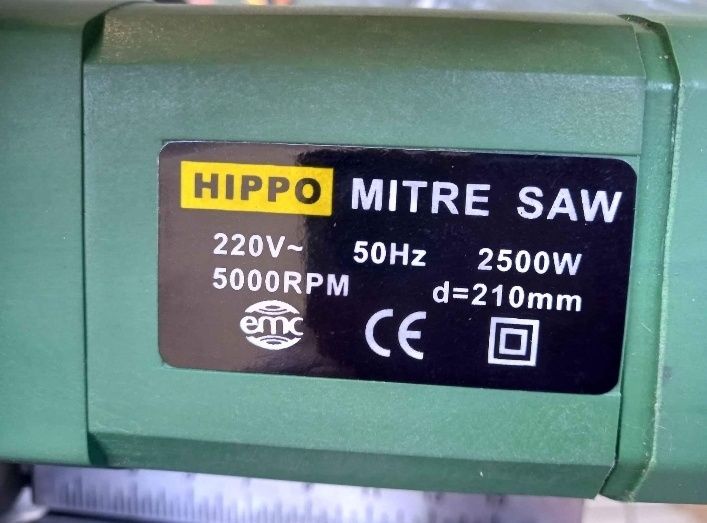 HIPPO MITRE SAW
220V~ 50Hz 2500W
5000RPM d=210mm
emc CE